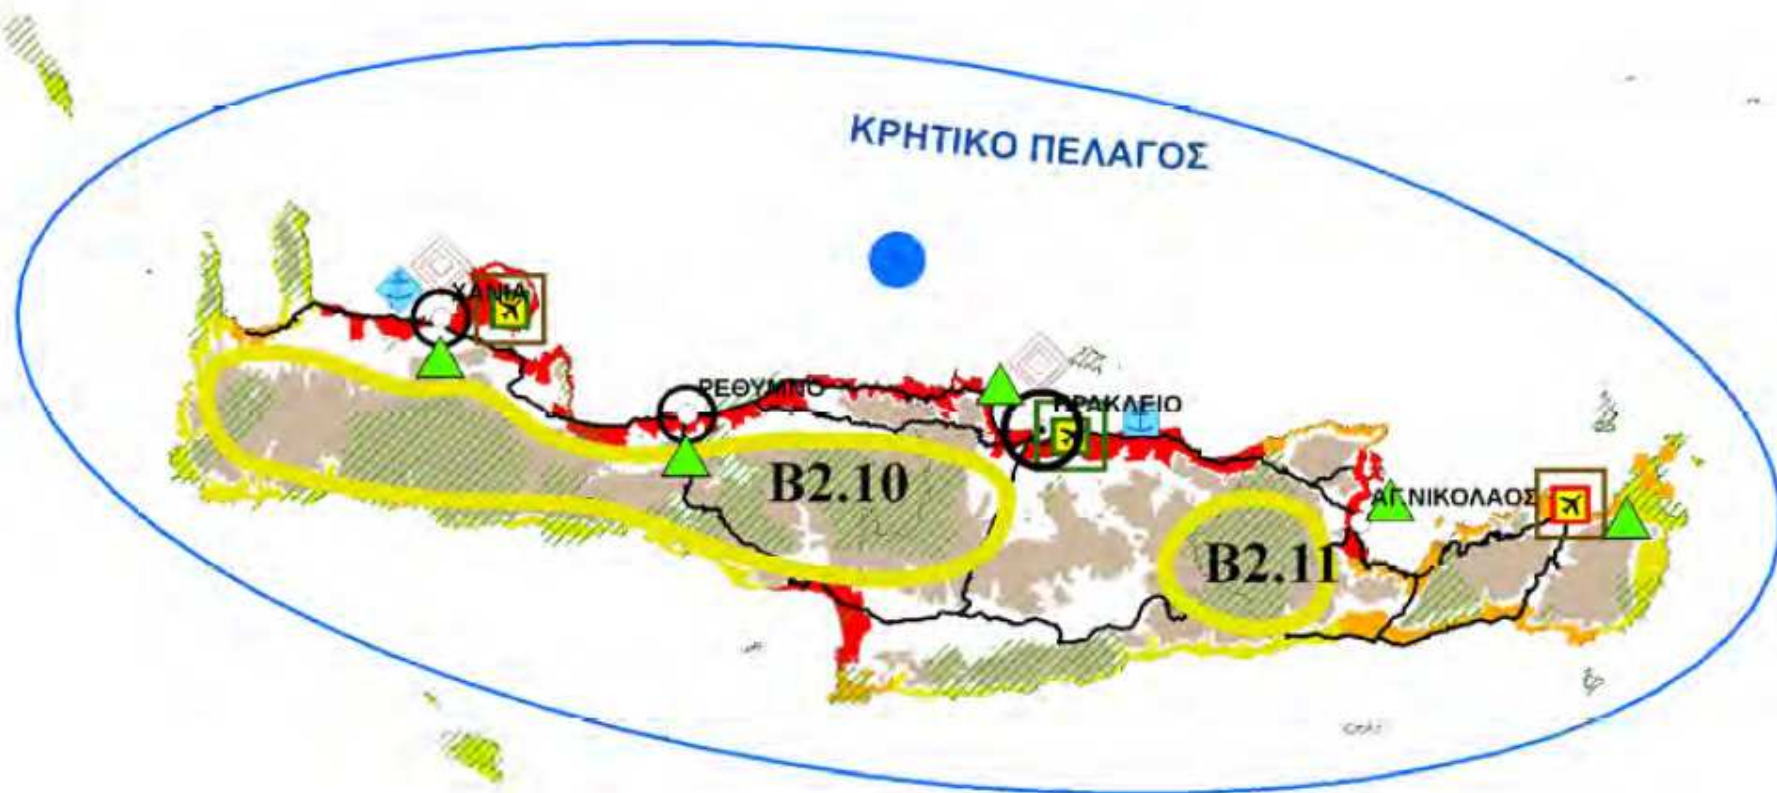 ΚΡΗΤΙΚΟ ΠΕΛΑΓΟΣ
ΧΑΝΙΑ
ΡΕΘΥΜΝΟ
ΗΡΑΚΛΕΙΟ
Β2.10
ΑΓ.ΝΙΚΟΛΑΟΣ
Β2.11